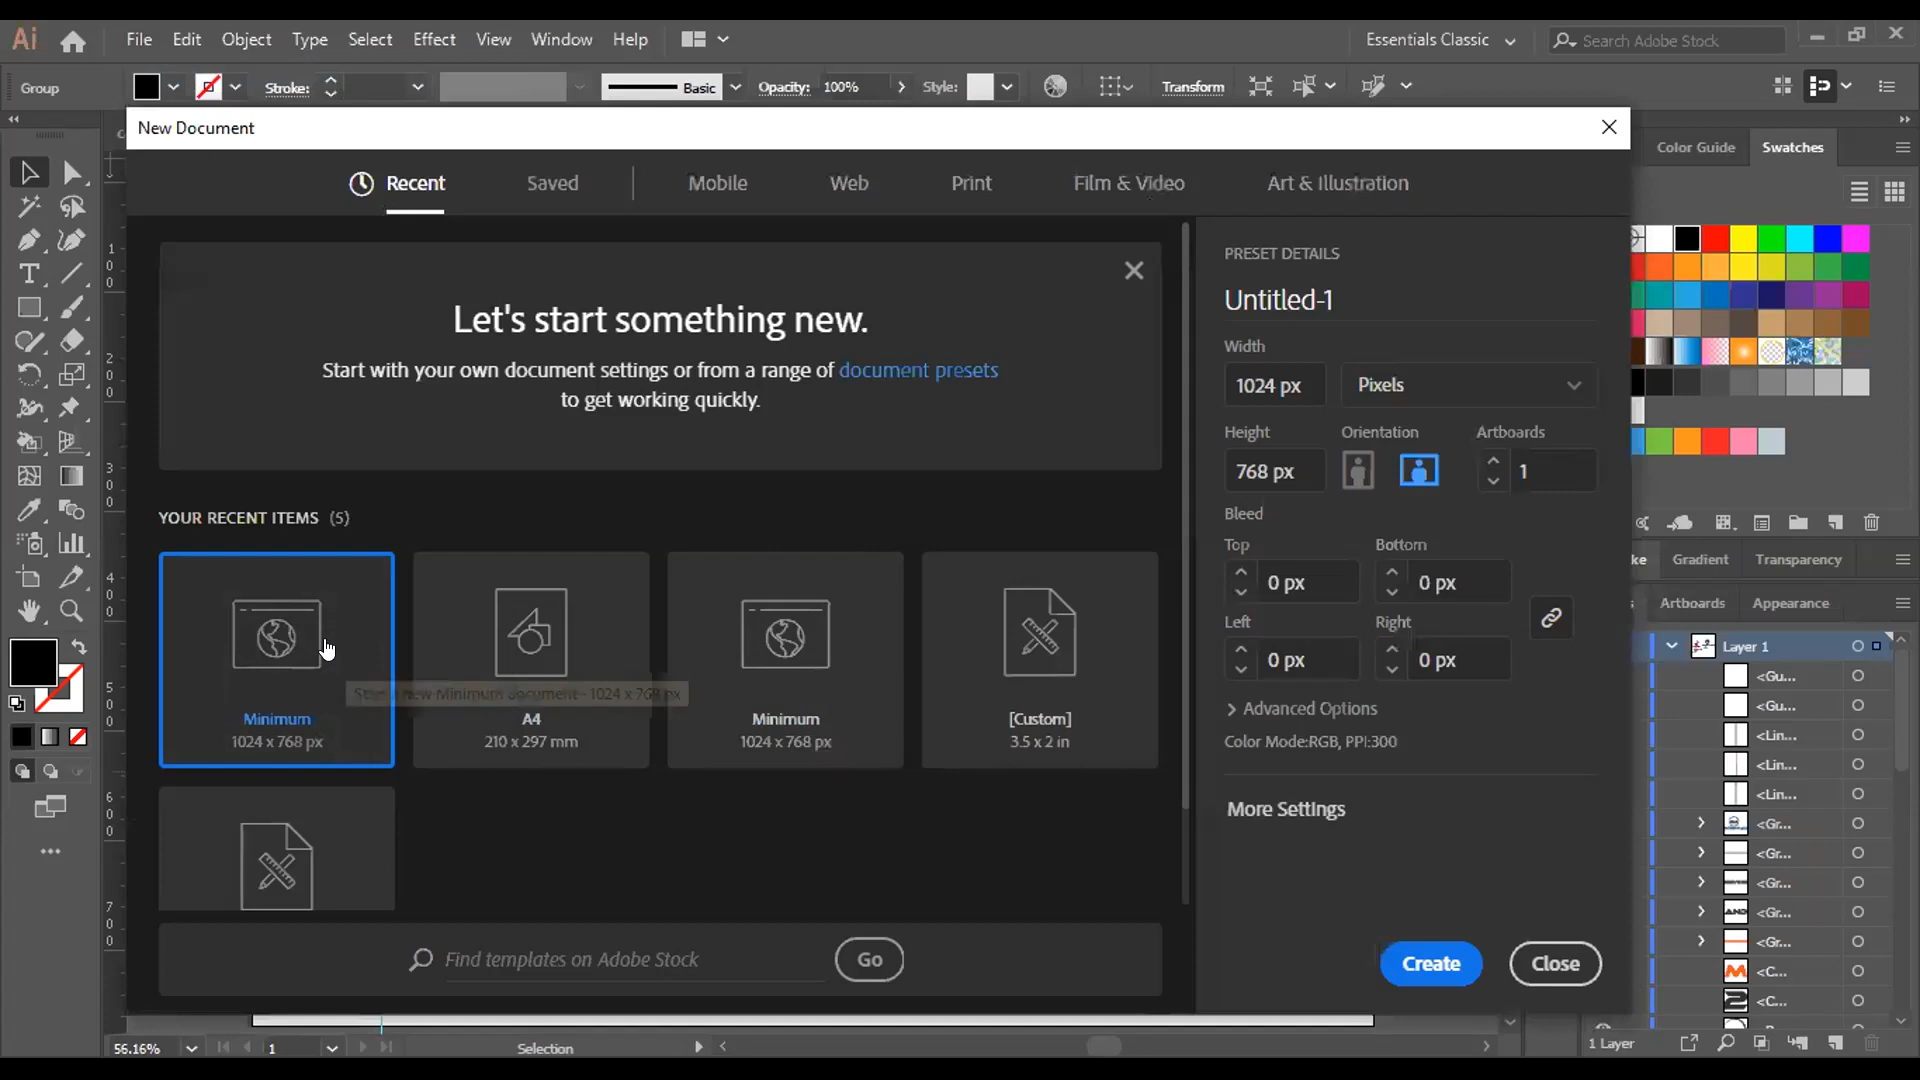 Ai File Edit Object Type Select Effect View Window Help Essentials Classic Search Adobe Stock
Group Stroke: Basic Opacity: 100% Style: Transform
New Document
Color Guide Swatches
Recent Saved Mobile Web Print Film & Video Art & Illustration
PRESET DETAILS
Let's start something new.
Start with your own document settings or from a range of document presets
to get working quickly.
Untitled-1
Width
1024 px Pixels
Height Orientation Artboards
768 px 1
Bleed
Top Bottom
0 px 0 px
Left Right
0 px 0 px
Advanced Options
Color Mode:RGB, PPI:300
More Settings
Create Close
YOUR RECENT ITEMS (5)
Minimum
1024 x 768 px
A4
210 x 297 mm
Minimum
1024 x 768 px
[Custom]
3.5 x 2 in
Find templates on Adobe Stock Go
Gradient Transparency
Artboards Appearance
Layer 1
<Gu...
<Gu...
<Lin...
<Lin...
<Lin...
<Gr...
<Gr...
<Gr...
<Gr...
<Gr...
<C...
<C...
1 Layer
56.16% 1 Selection